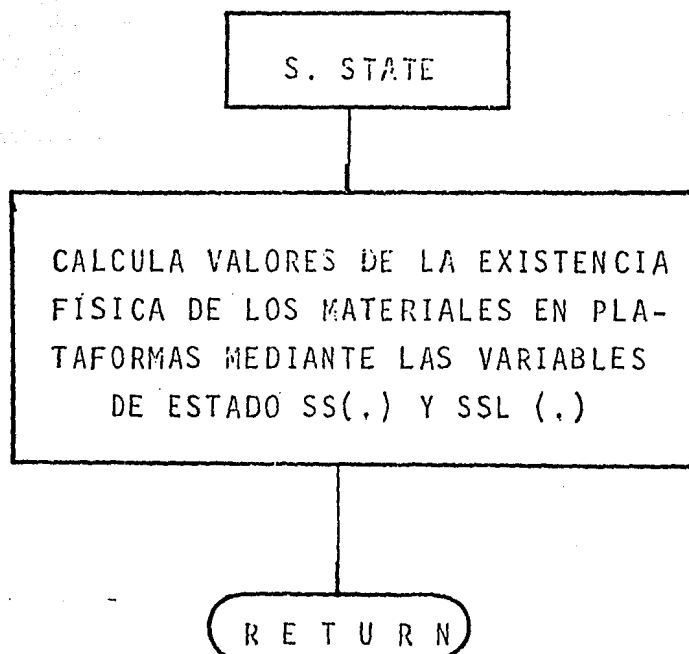 S. STATE
CALCULA VALORES DE LA EXISTENCIA
FÍSICA DE LOS MATERIALES EN PLA-
TAFORMAS MEDIANTE LAS VARIABLES
DE ESTADO SS(.) Y SSL (.)
R E T U R N